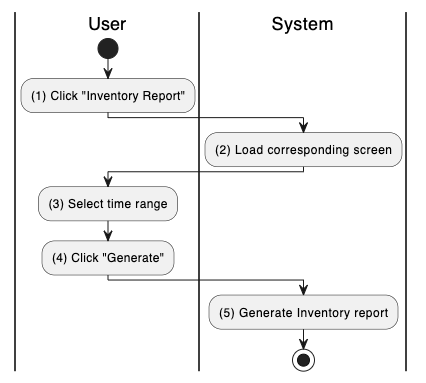 User
System
(1) Click "Inventory Report"
(2) Load corresponding screen
(3) Select time range
(4) Click "Generate"
(5) Generate Inventory report